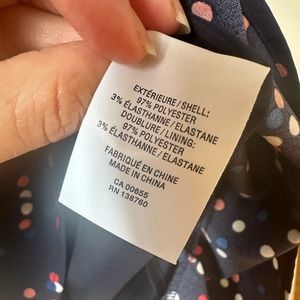 EXTÉRIEURE/SHELL:
97% POLYESTER
3% ÉLASTHANNE/ELASTANE
DOUBLURE/LINING:
97% POLYESTER
3% ÉLASTHANNE/ELASTANE
FABRIQUÉ EN CHINE
MADE IN CHINA
CA 00655
RN 138760